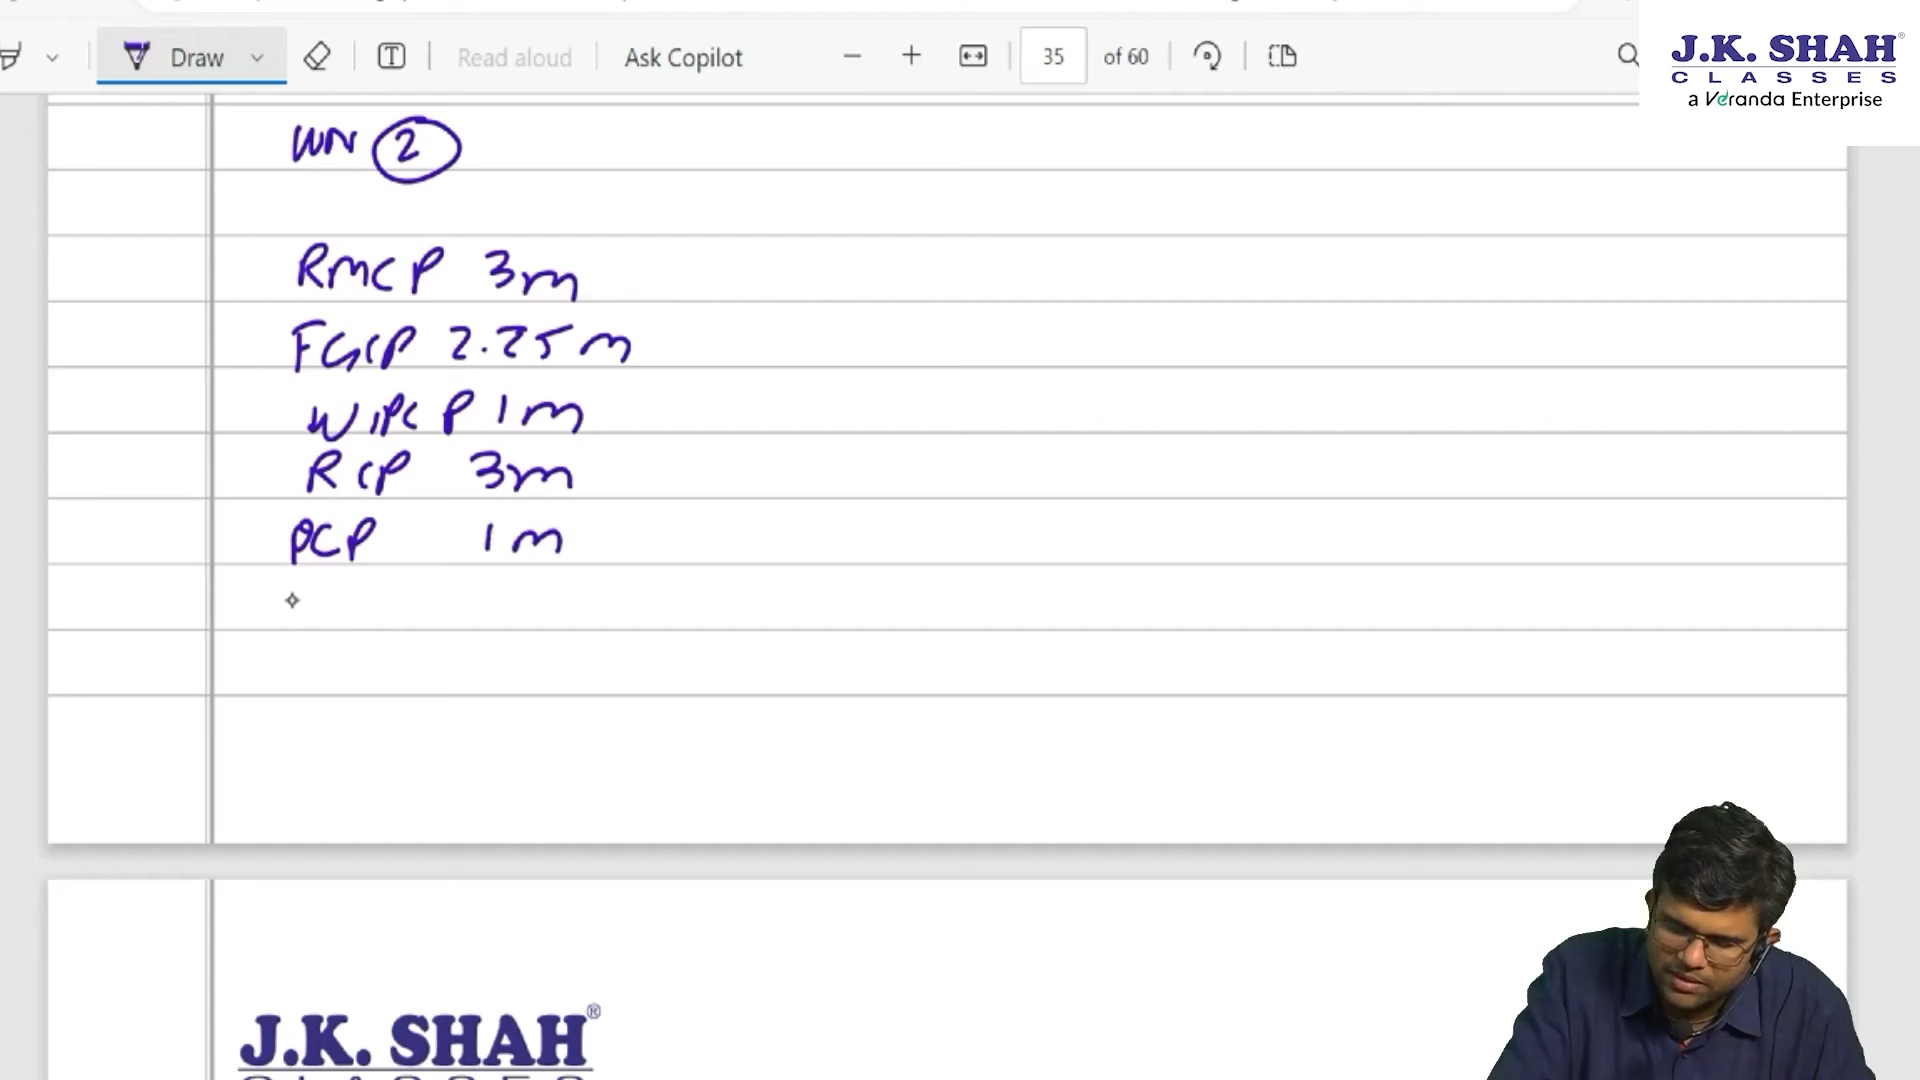 Draw
Read aloud
Ask Copilot
35
of 60
J.K. SHAH®
CLASSES
a Veranda Enterprise
WN 2
RMCP 3m
FGCP 2.25m
WIPCP 1m
RCP 3m
PCP 1m
J.K. SHAH®